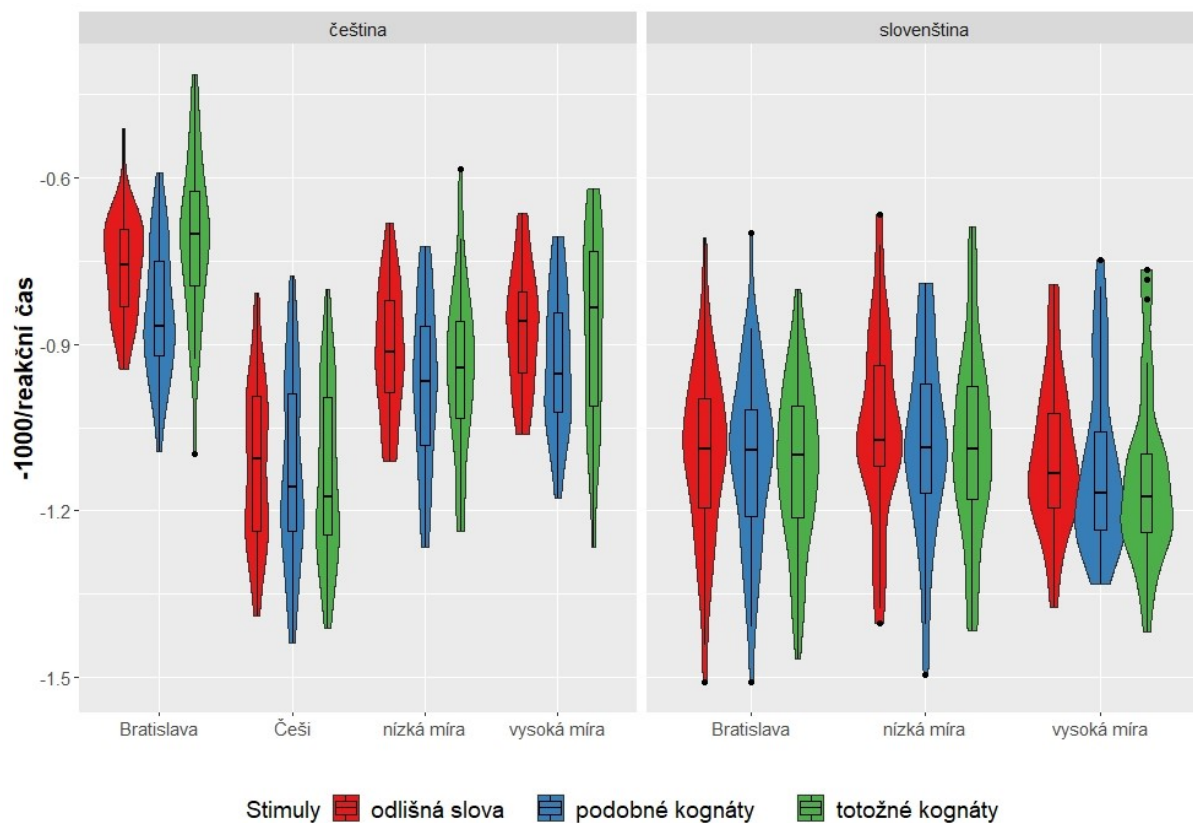 čeština
slovenština
-0.6
-0.9
-1.2
-1.5
-1000/reakční čas
Bratislava Češi nízká míra vysoká míra
Bratislava nízká míra vysoká míra
Stimuly odlišná slova podobné kognáty totožné kognáty